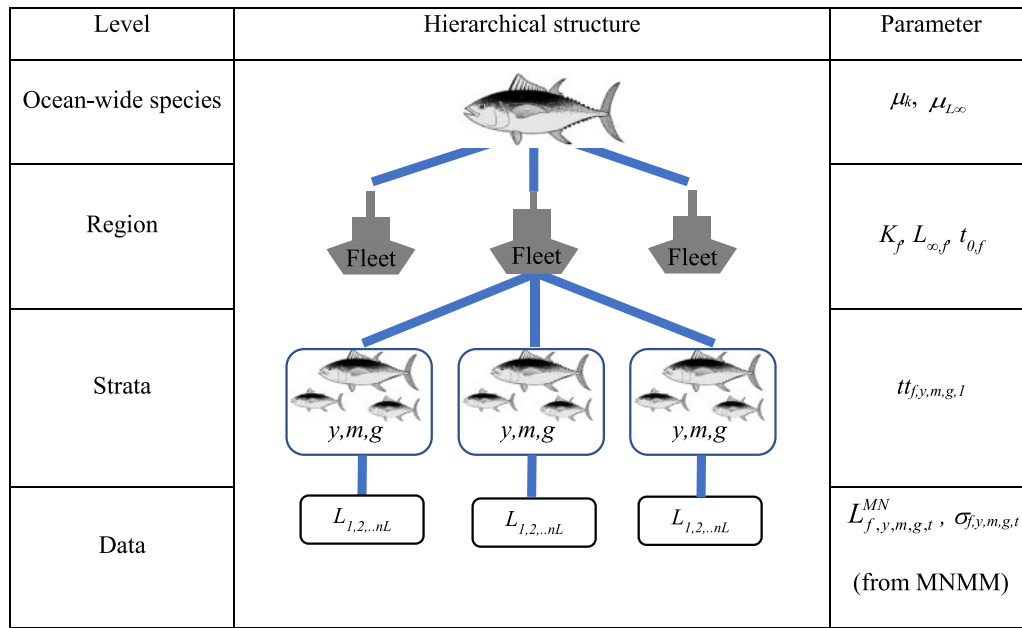 Level Hierarchical structure Parameter
Ocean-wide species μk, μL∞
Region Kf, L∞,f, t0,f
Fleet Fleet Fleet
Strata ttf,y,m,g,1
y,m,g y,m,g y,m,g
Data L1,2,..nL L1,2,..nL L1,2,..nL LMNf,y,m,g,t , σf,y,m,g,t
(from MNMM)